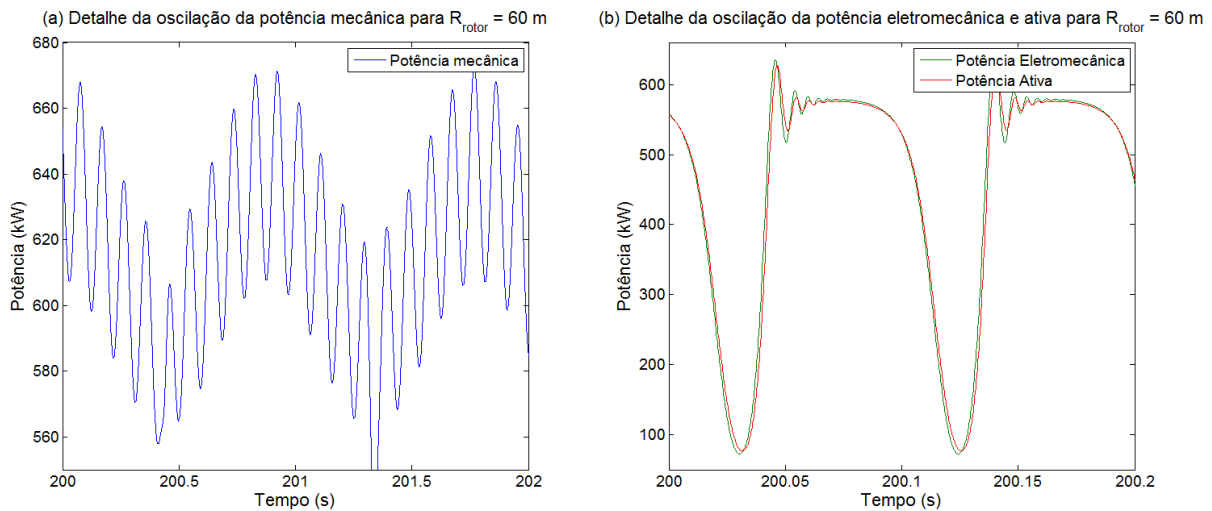 (a) Detalhe da oscilação da potência mecânica para R_rotor = 60 m
680
660
640
620
600
580
560
Potência (kW)
Potência mecânica
200
200.5
201
201.5
202
Tempo (s)
(b) Detalhe da oscilação da potência eletromecânica e ativa para R_rotor = 60 m
600
500
400
300
200
100
Potência (kW)
Potência Eletromecânica
Potência Ativa
200
200.05
200.1
200.15
200.2
Tempo (s)